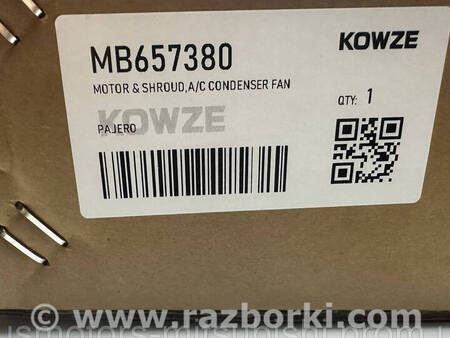 MB657380
KOWZE
MOTOR & SHROUD,A/C CONDENSER FAN
KOWZE
QTY: 1
PAJERO
www.razborki.com